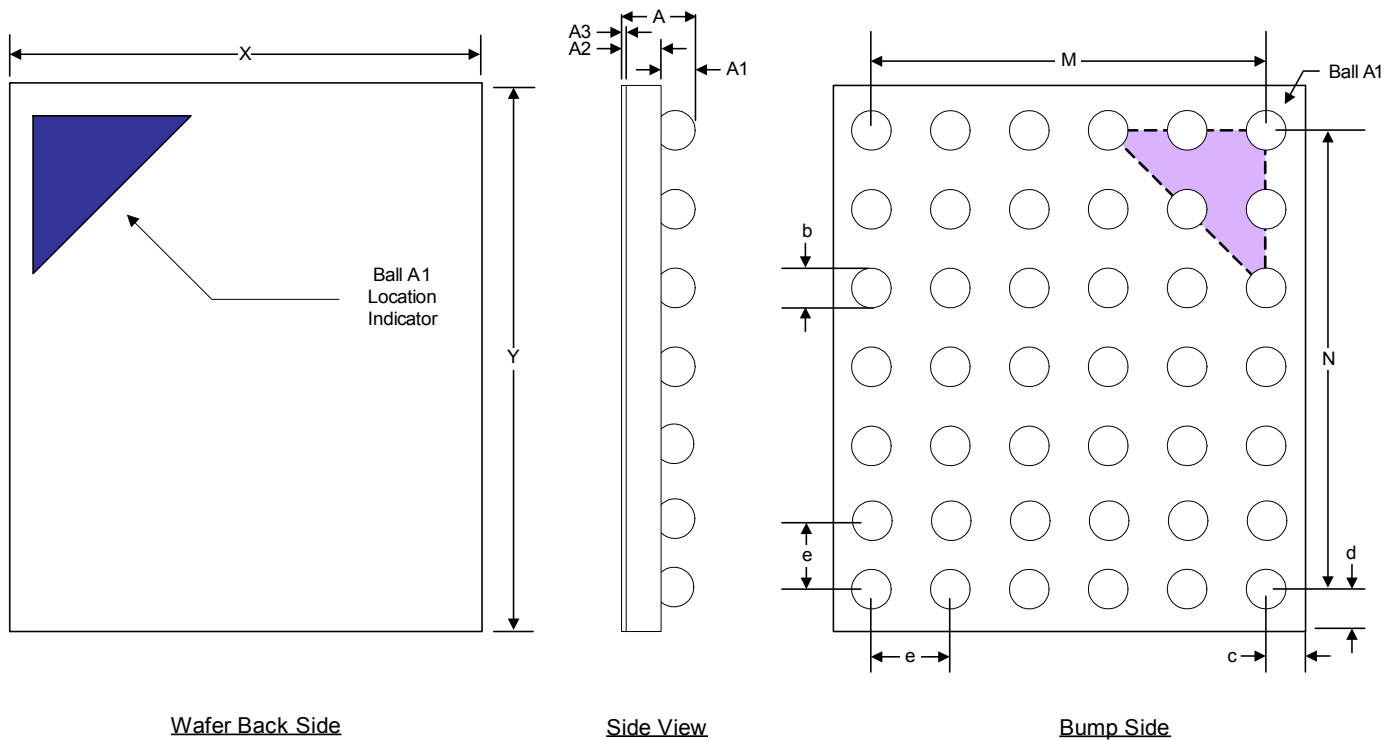 X
Y
Ball A1
Location
Indicator
Wafer Back Side
A
A3
A2
A1
Side View
M
Ball A1
b
N
e
d
e
c
Bump Side